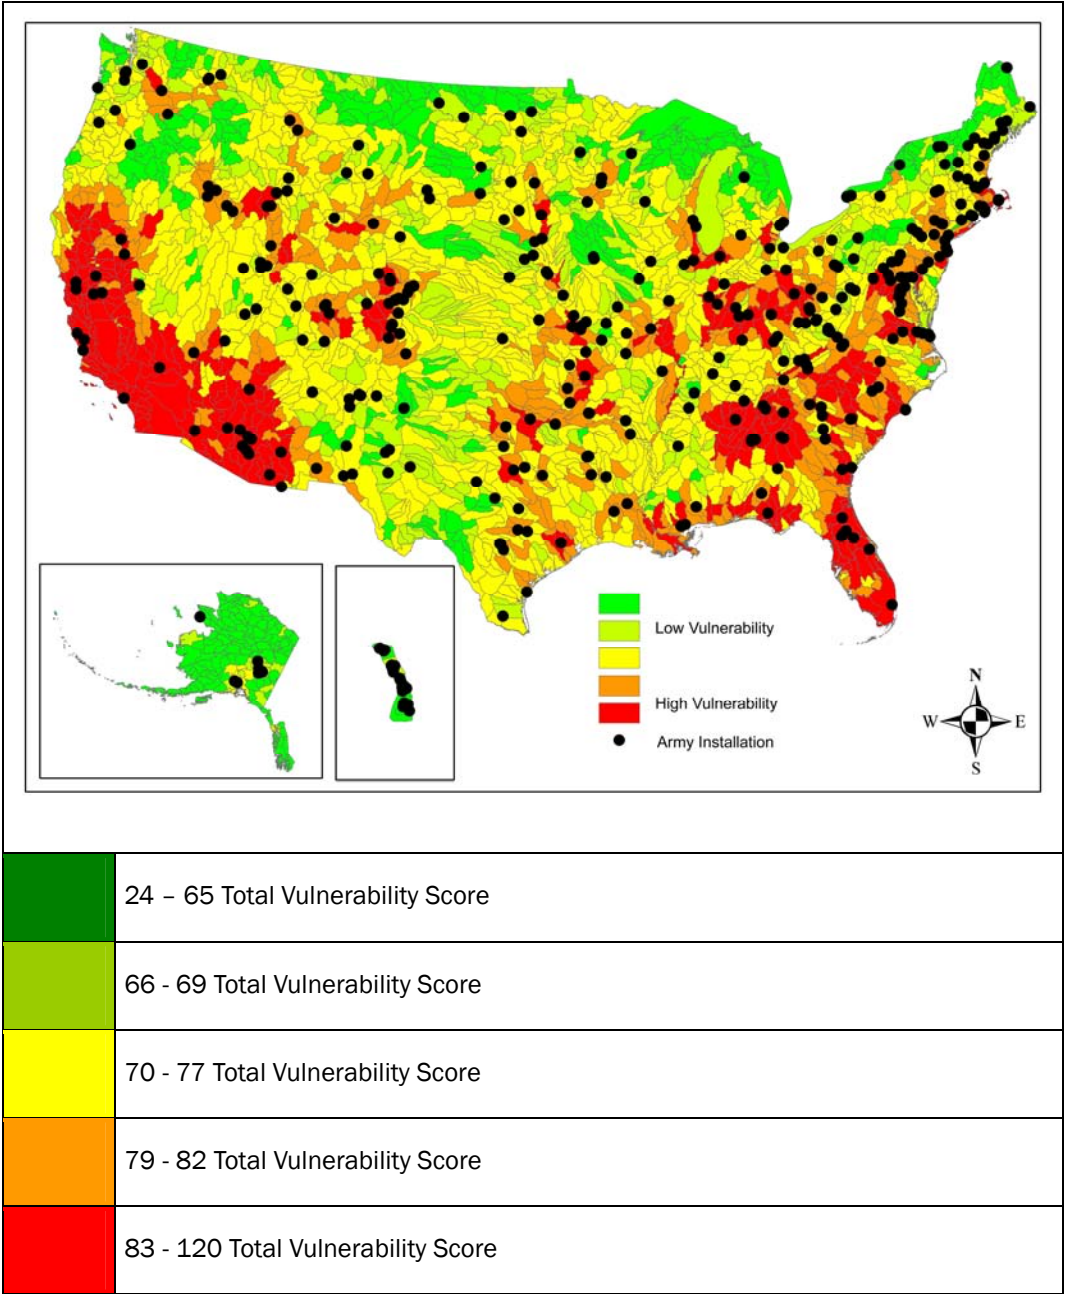 Low Vulnerability
High Vulnerability
Army Installation
N
W E
S
24 – 65 Total Vulnerability Score
66 - 69 Total Vulnerability Score
70 - 77 Total Vulnerability Score
79 - 82 Total Vulnerability Score
83 - 120 Total Vulnerability Score